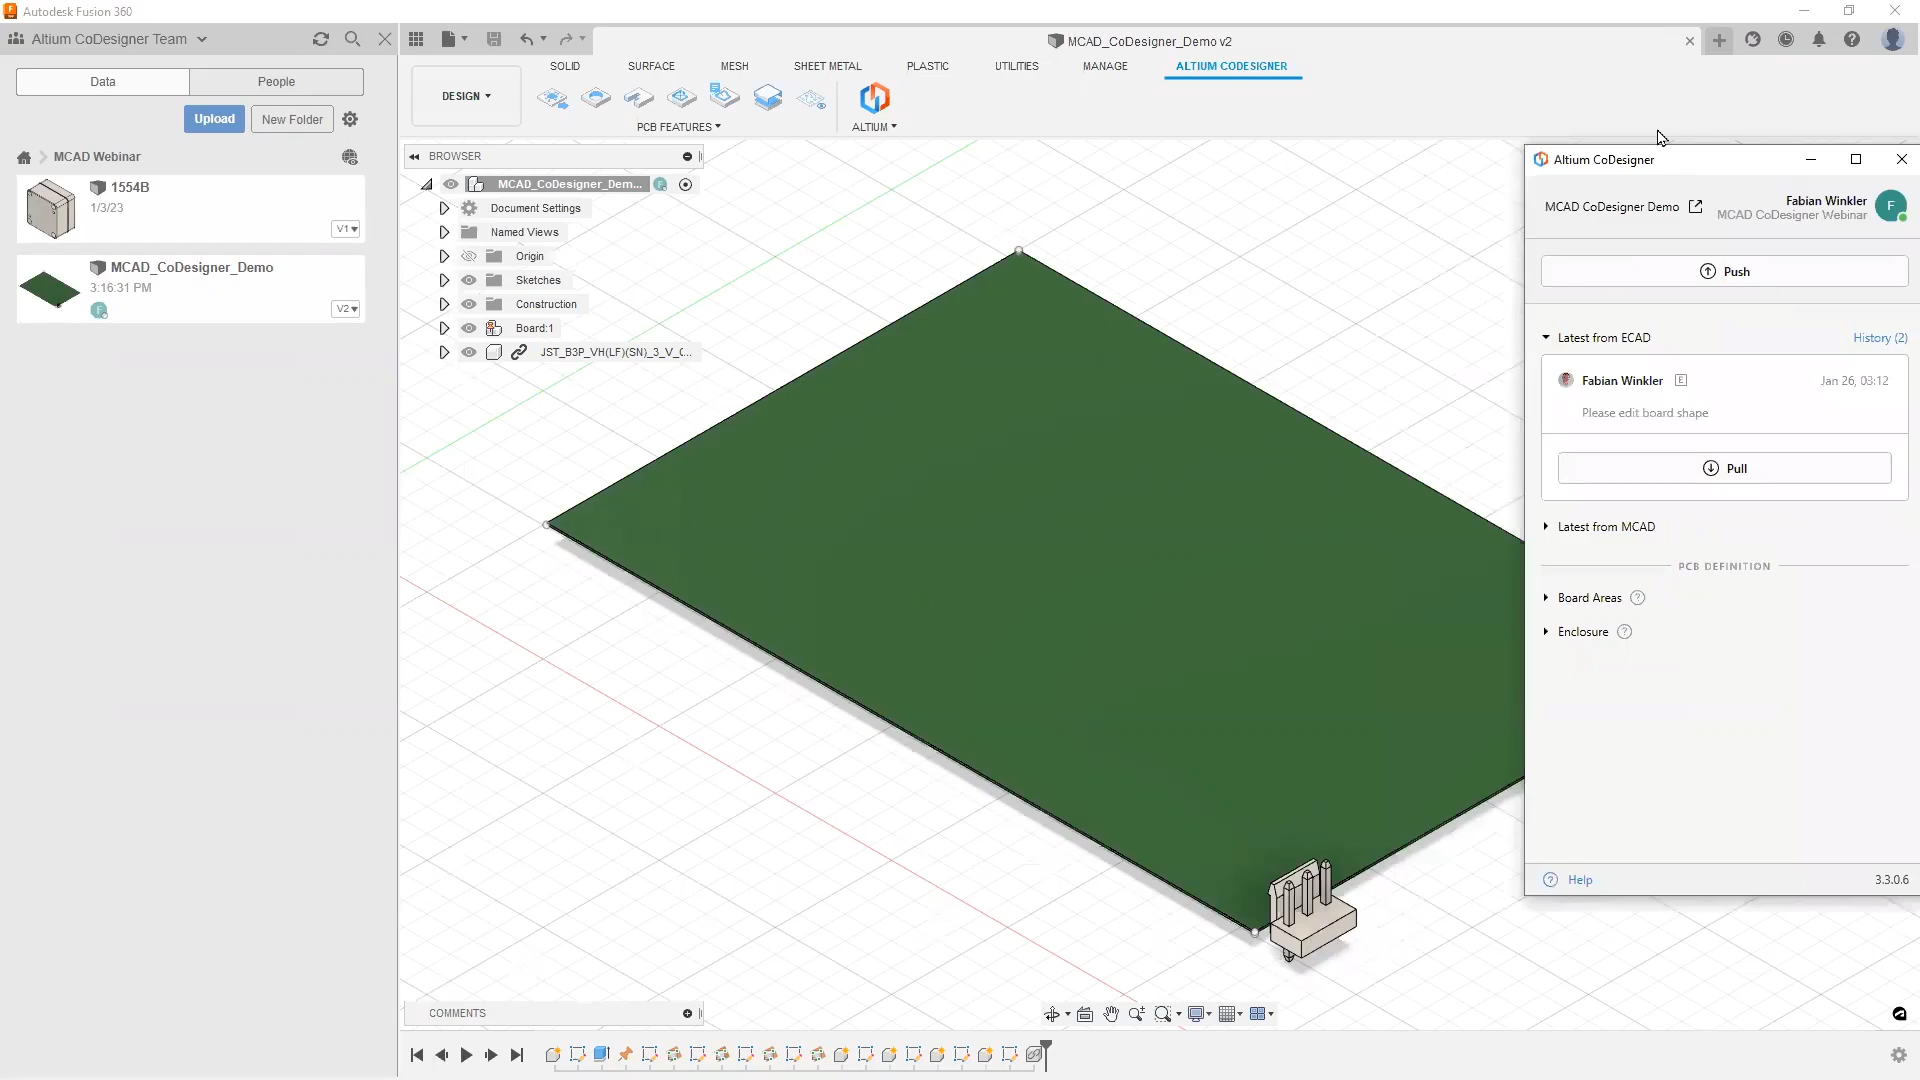 Autodesk Fusion 360
Altium CoDesigner Team
MCAD_CoDesigner_Demo v2
Data
People
Upload
New Folder
MCAD Webinar
1554B
1/3/23
V1
MCAD_CoDesigner_Demo
3:16:31 PM
F
V2
SOLID
SURFACE
MESH
SHEET METAL
PLASTIC
UTILITIES
MANAGE
ALTIUM CODESIGNER
DESIGN
PCB FEATURES
ALTIUM
BROWSER
MCAD_CoDesigner_Dem...
Document Settings
Named Views
Origin
Sketches
Construction
Board:1
JST_B3P_VH(LF)(SN)_3_V_C...
Altium CoDesigner
MCAD CoDesigner Demo
Fabian Winkler
MCAD CoDesigner Webinar
F
Push
Latest from ECAD
History (2)
Fabian Winkler
E
Jan 26, 03:12
Please edit board shape
Pull
Latest from MCAD
PCB DEFINITION
Board Areas
Enclosure
Help
3.3.0.6
COMMENTS